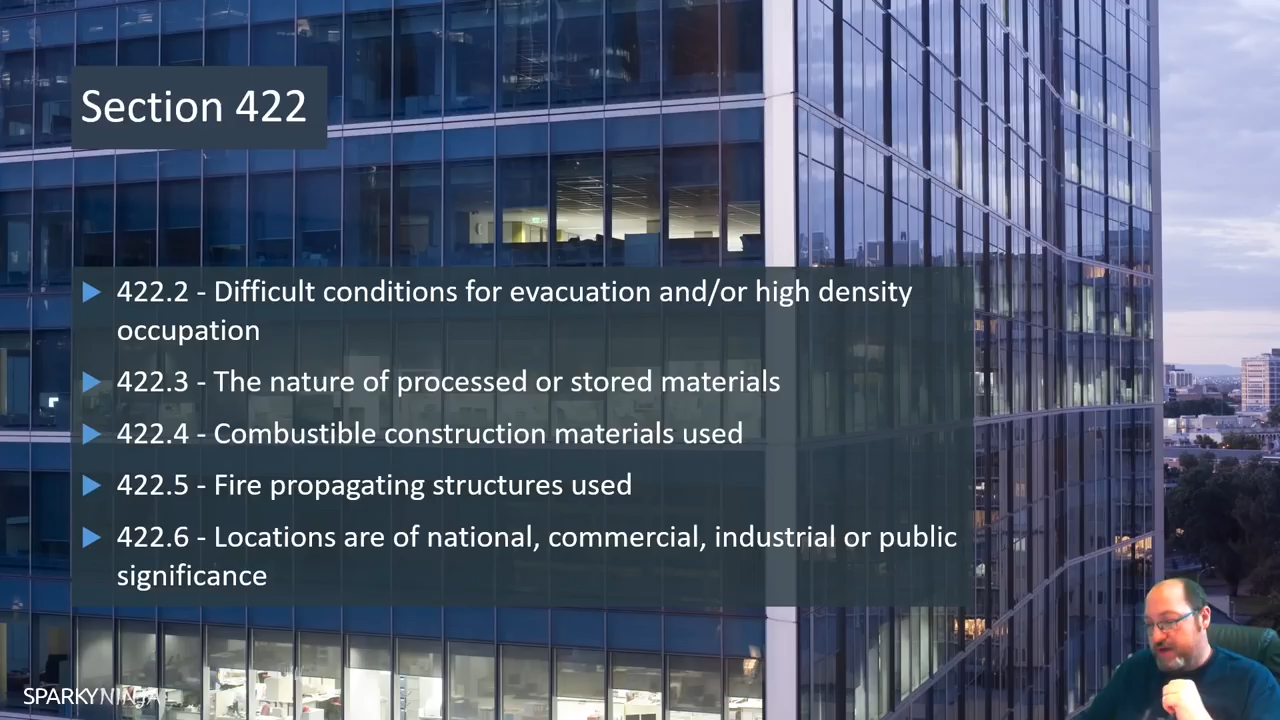 Section 422
422.2 - Difficult conditions for evacuation and/or high density
occupation
422.3 - The nature of processed or stored materials
422.4 - Combustible construction materials used
422.5 - Fire propagating structures used
422.6 - Locations are of national, commercial, industrial or public
significance
SPARKYNINJA